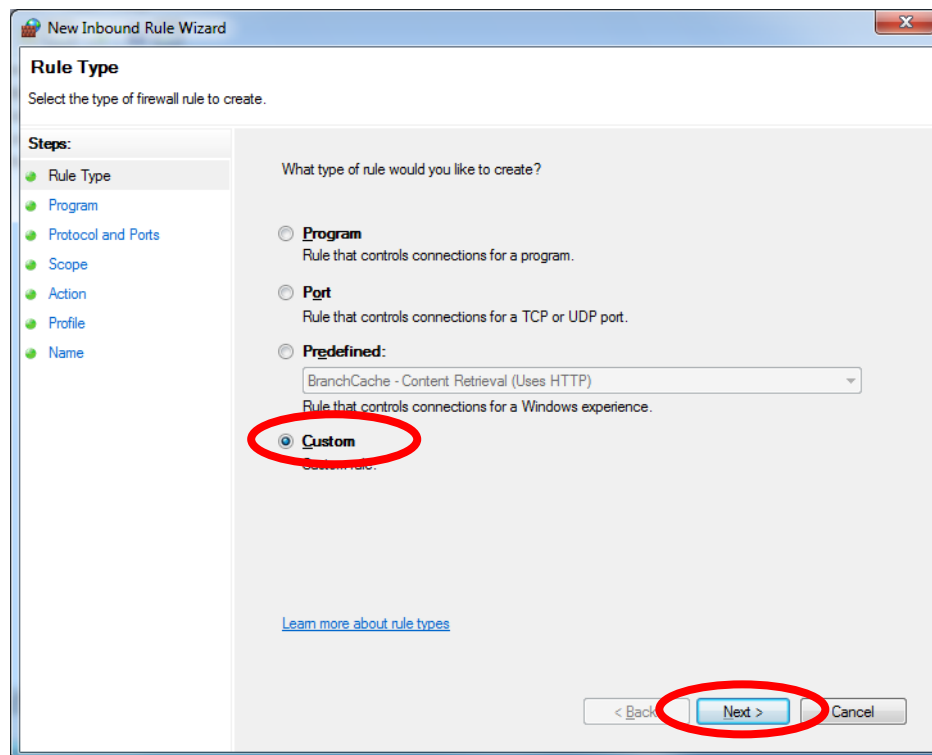 New Inbound Rule Wizard
Rule Type
Select the type of firewall rule to create.
Steps:
Rule Type
Program
Protocol and Ports
Scope
Action
Profile
Name
What type of rule would you like to create?
Program
Rule that controls connections for a program.
Port
Rule that controls connections for a TCP or UDP port.
Predefined:
BranchCache - Content Retrieval (Uses HTTP)
Rule that controls connections for a Windows experience.
Custom
Custom rule.
Learn more about rule types
< Back
Next >
Cancel